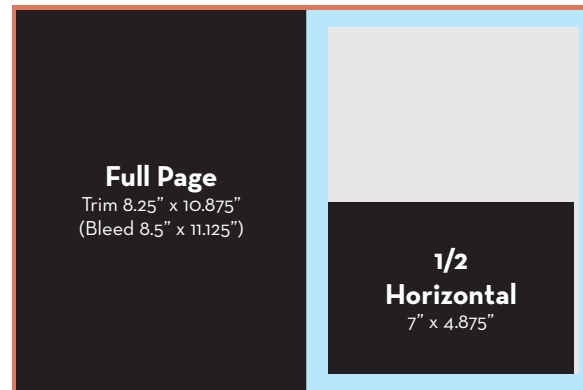 Full Page
Trim 8.25” x 10.875”
(Bleed 8.5” x 11.125”)
1/2
Horizontal
7” x 4.875”